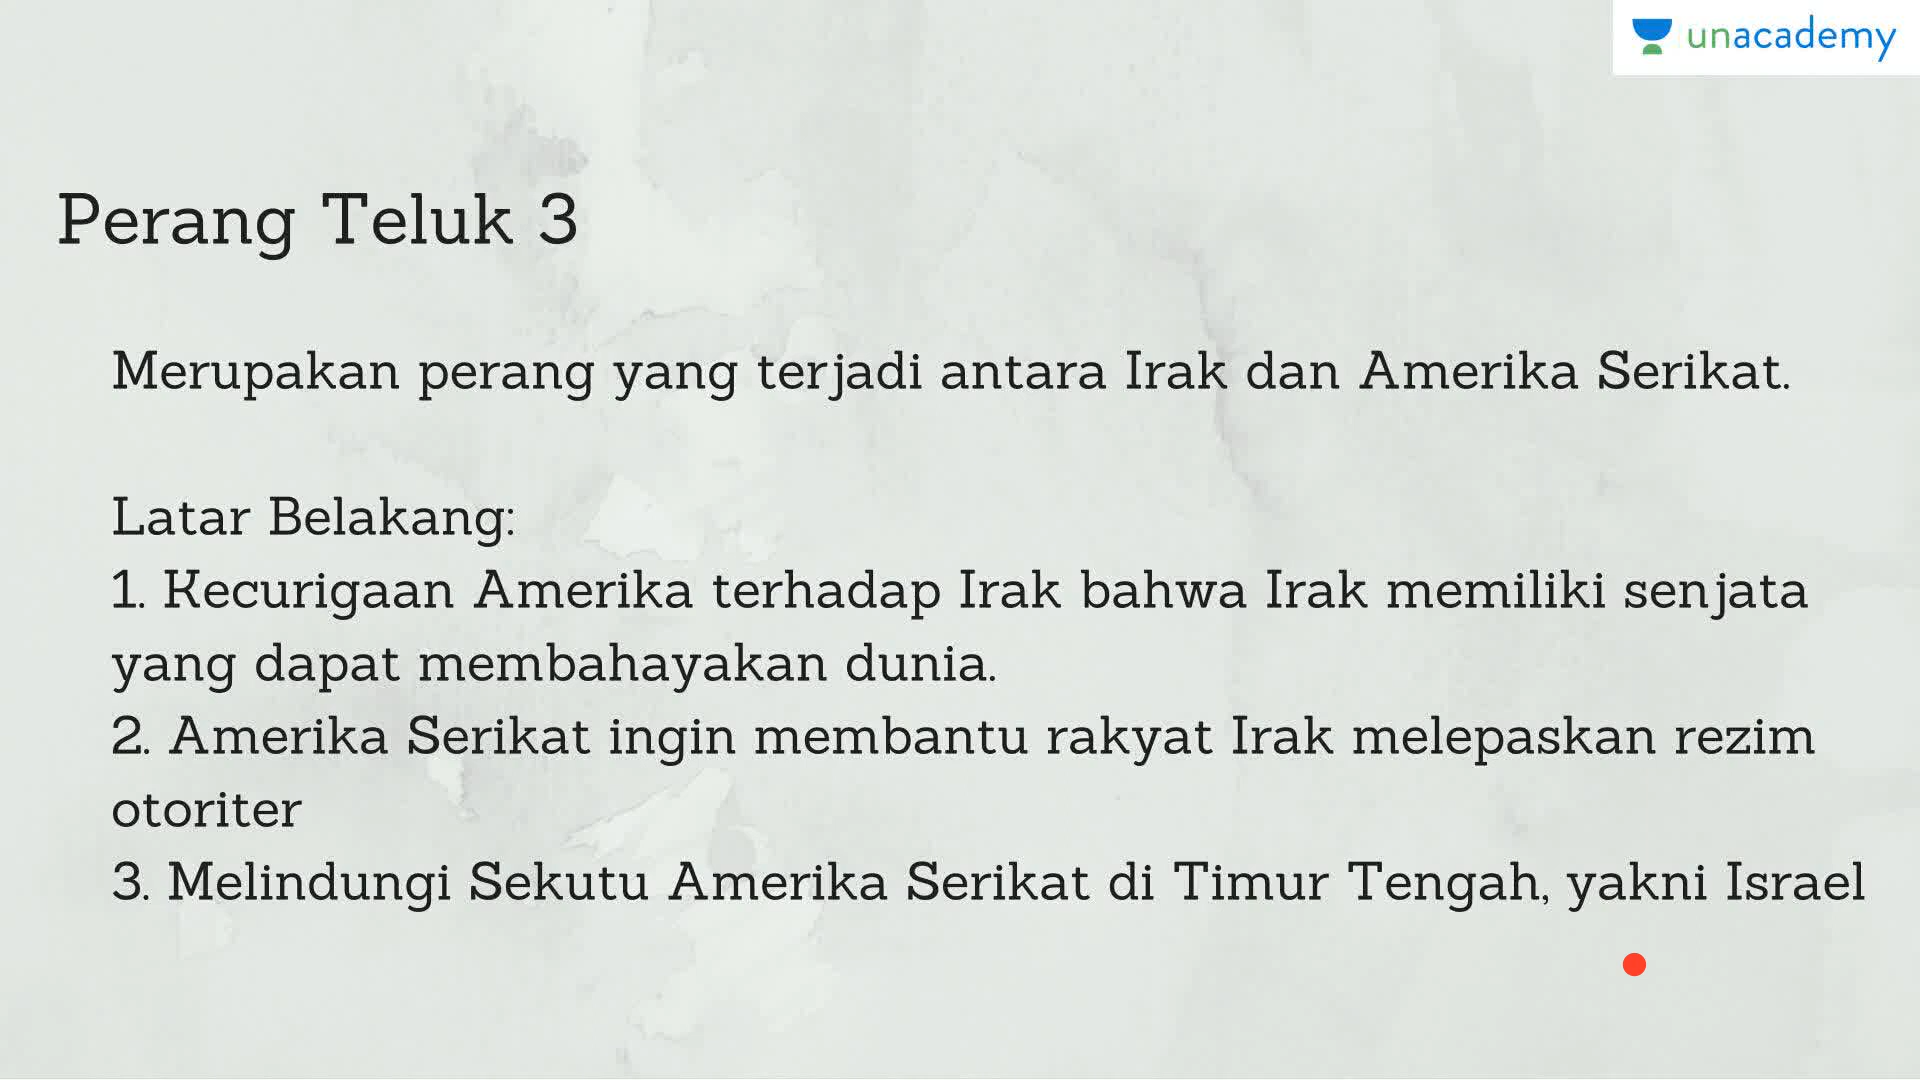 unacademy
Perang Teluk 3
Merupakan perang yang terjadi antara Irak dan Amerika Serikat.
Latar Belakang:
1. Kecurigaan Amerika terhadap Irak bahwa Irak memiliki senjata
yang dapat membahayakan dunia.
2. Amerika Serikat ingin membantu rakyat Irak melepaskan rezim
otoriter
3. Melindungi Sekutu Amerika Serikat di Timur Tengah, yakni Israel